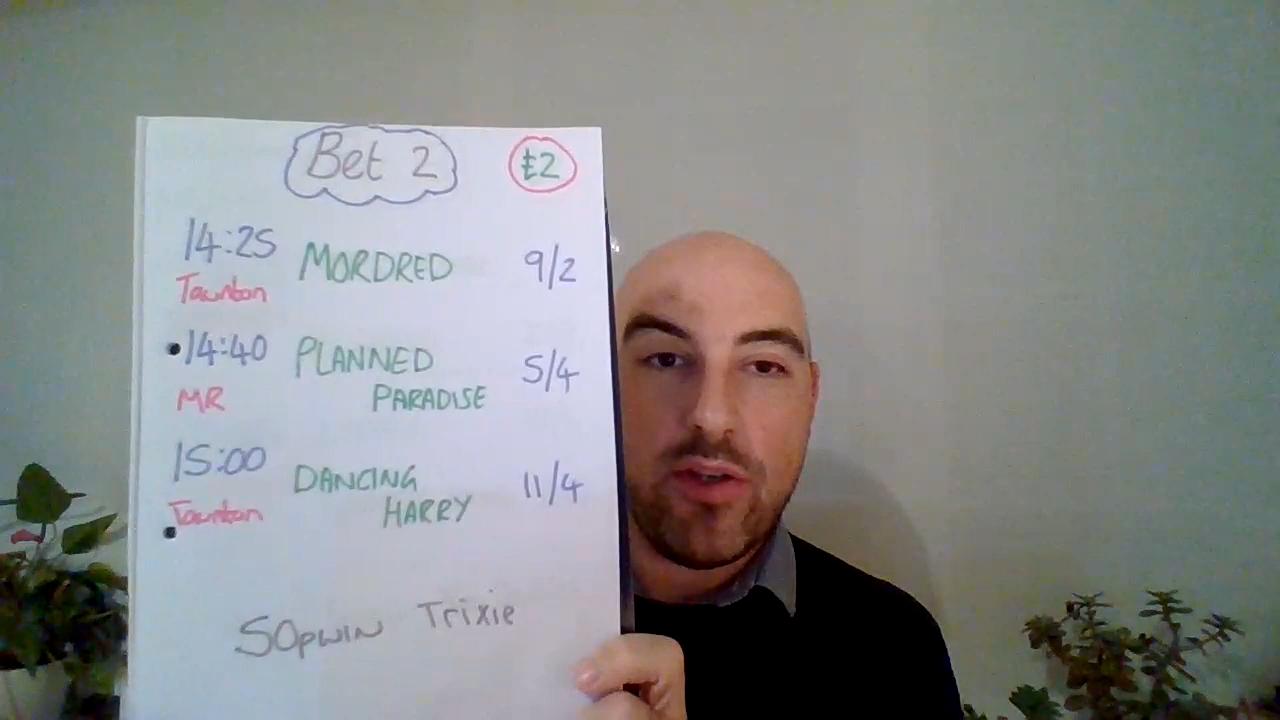 Bet 2 £2
14:25 MORDRED 9/2
Taunton
14:40 PLANNED 5/4
MR PARADISE
15:00 DANCING 11/4
Taunton HARRY
50pWIN Trixie